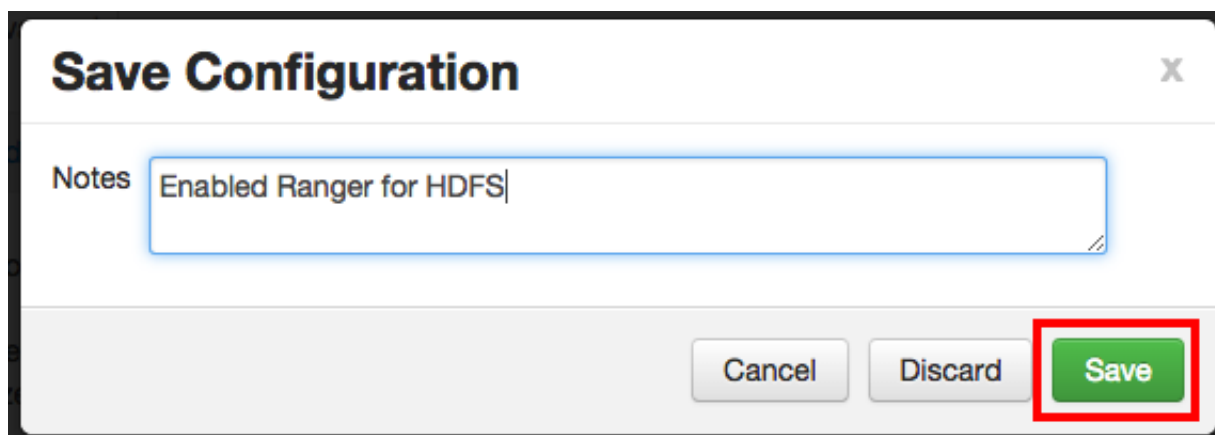 Save Configuration
x
Notes
Enabled Ranger for HDFS
Cancel
Discard
Save